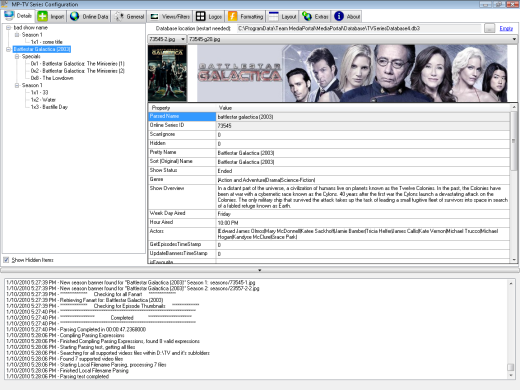 MP-TV Series Configuration
Details Import Online Data General Views/Filters Logos Formatting Layout Extras About
bad show name
Season 1
1x1 - some title
Battlestar Galactica (2003)
Specials
0x1 - Battlestar Galactica: The Miniseries (1)
0x2 - Battlestar Galactica: The Miniseries (2)
0x8 - The Lowdown
Season 1
1x1 - 33
1x2 - Water
1x3 - Bastille Day
Show Hidden Items
Database location (restart needed): C:\ProgramData\Team MediaPortal\MediaPortal\Database\TVSeriesDatabase4.db3 ... Empty
73545-2.jpg 73545-g20.jpg
BATTLESTAR
GALACTICA
Property Value
Parsed Name battlestar galactica (2003)
Online Series ID 73545
ScanIgnore 0
Hidden 0
Pretty Name Battlestar Galactica (2003)
Sort (Original) Name Battlestar Galactica (2003)
Show Status Ended
Genre |Action and Adventure|Drama|Science-Fiction|
Show Overview In a distant part of the universe, a civilization of humans live on planets known as the Twelve Colonies. In the past, the Colonies
have been at war with a cybernetic race known as the Cylons. 40 years after the first war the Cylons launch a devastating attack on the
Colonies. The only military ship that survived the attack takes up the task of leading a small fugitive fleet of survivors into space in search
of a fabled refuge known as Earth.
Week Day Aired Friday
Hour Aired 10:00 PM
Actors |Edward James Olmos|Mary McDonnell|Katee Sackhoff|Jamie Bamber|Tricia Helfer|James Callis|Kate Vernon|Michael Trucco|Michael
Hogan|Kandyse McClure|Grace Park|
GetEpisodesTimeStamp 0
UpdateBannersTimeStamp 0
isFavourite
1/10/2010 5:27:39 PM - New season banner found for "Battlestar Galactica (2003)" Season 1: seasons/73545-1.jpg
1/10/2010 5:27:39 PM - New season banner found for "Battlestar Galactica (2003)" Season 2: seasons/23557-2-2.jpg
1/10/2010 5:27:39 PM - *************** Checking for all Fanart ***************
1/10/2010 5:27:39 PM - Retrieving Fanart for: Battlestar Galactica (2003)
1/10/2010 5:27:40 PM - *************** Checking for Episode Thumbnails ***************
1/10/2010 5:27:40 PM -
1/10/2010 5:27:40 PM - Completed
1/10/2010 5:27:40 PM -
1/10/2010 5:27:40 PM - Parsing Completed in 00:00:47.2368000
1/10/2010 5:28:06 PM - Compiling Parsing Expressions
1/10/2010 5:28:06 PM - Finished Compiling Parsing Expressions, found 8 valid expressions
1/10/2010 5:28:06 PM - Starting Parsing test, getting all files
1/10/2010 5:28:06 PM - Searching for all supported videos files within D:\TV and it's subfolders
1/10/2010 5:28:06 PM - Found 7 supported video files
1/10/2010 5:28:06 PM - Starting Local Filename Parsing, processing 7 files
1/10/2010 5:28:06 PM - Finished Local Filename Parsing
1/10/2010 5:28:06 PM - Parsing test completed